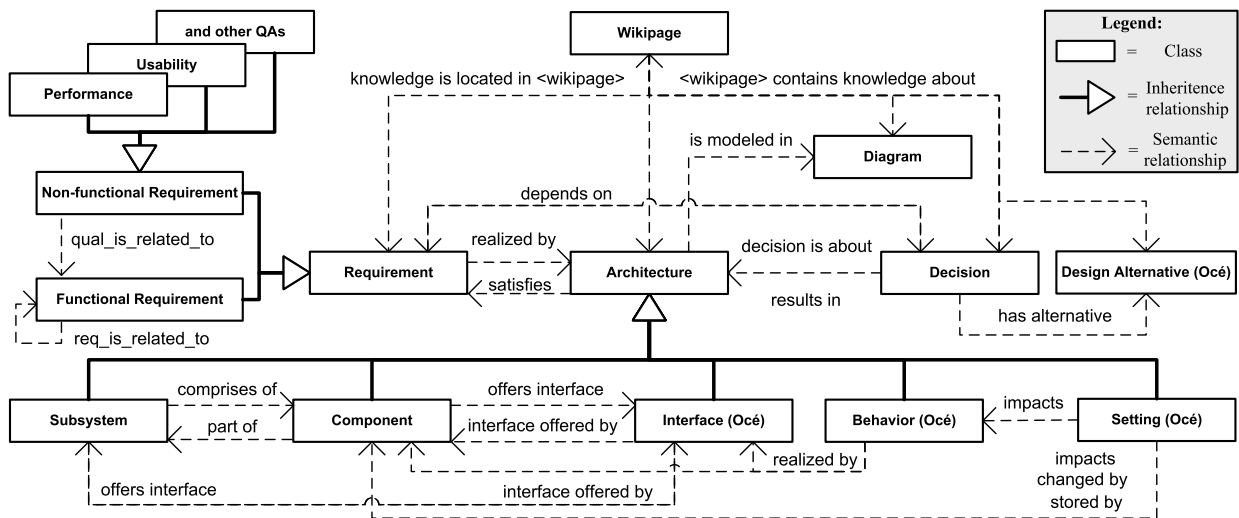 and other QAs
Usability
Performance
Wikipage
Legend:
= Class
= Inheritence
relationship
= Semantic
relationship
knowledge is located in <wikipage>
<wikipage> contains knowledge about
is modeled in
Diagram
Non-functional Requirement
depends on
qual_is_related_to
realized by
decision is about
Requirement
Architecture
Decision
Design Alternative (Océ)
satisfies
results in
Functional Requirement
has alternative
req_is_related_to
comprises of
offers interface
impacts
Subsystem
Component
Interface (Océ)
Behavior (Océ)
Setting (Océ)
part of
interface offered by
realized by
impacts
changed by
stored by
offers interface
interface offered by